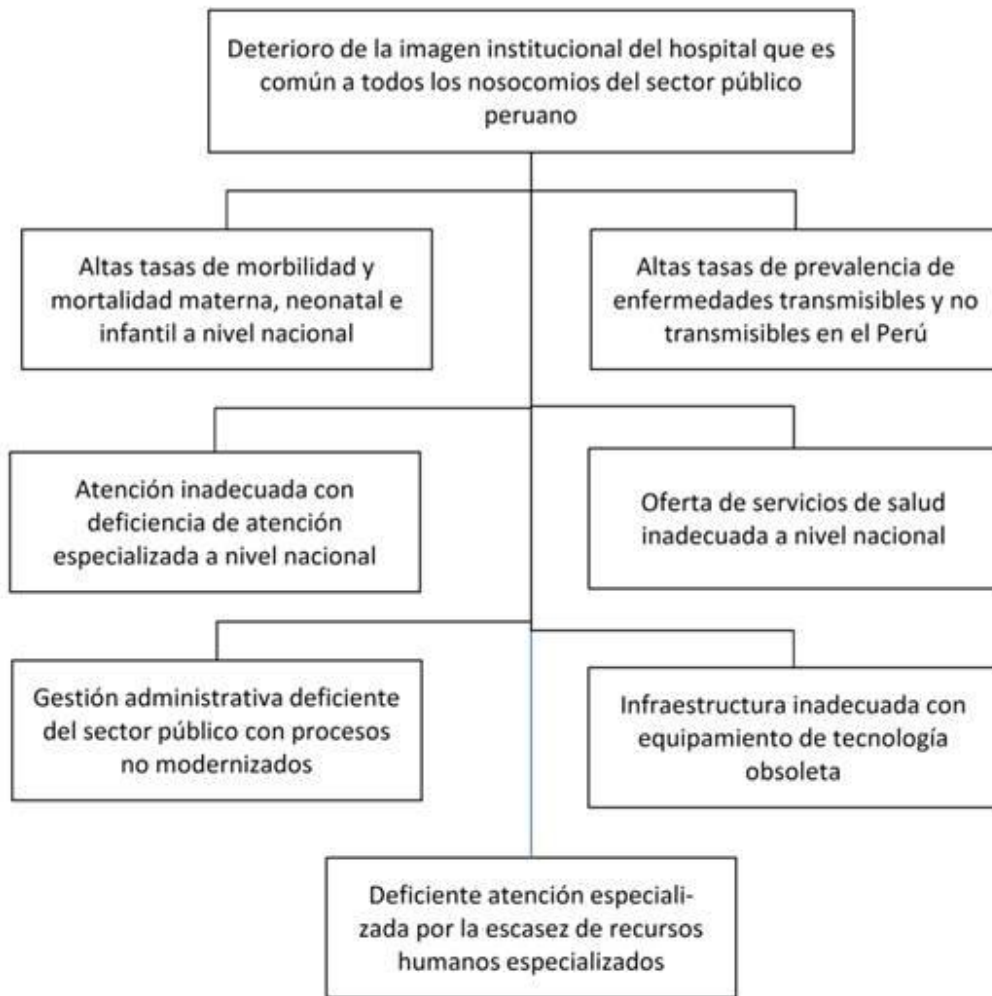 Deterioro de la imagen institucional del hospital que es
común a todos los nosocomios del sector público
peruano
Altas tasas de morbilidad y
mortalidad materna, neonatal e
infantil a nivel nacional
Altas tasas de prevalencia de
enfermedades transmisibles y no
transmisibles en el Perú
Atención inadecuada con
deficiencia de atención
especializada a nivel nacional
Oferta de servicios de salud
inadecuada a nivel nacional
Gestión administrativa deficiente
del sector público con procesos
no modernizados
Infraestructura inadecuada con
equipamiento de tecnología
obsoleta
Deficiente atención especiali-
zada por la escasez de recursos
humanos especializados